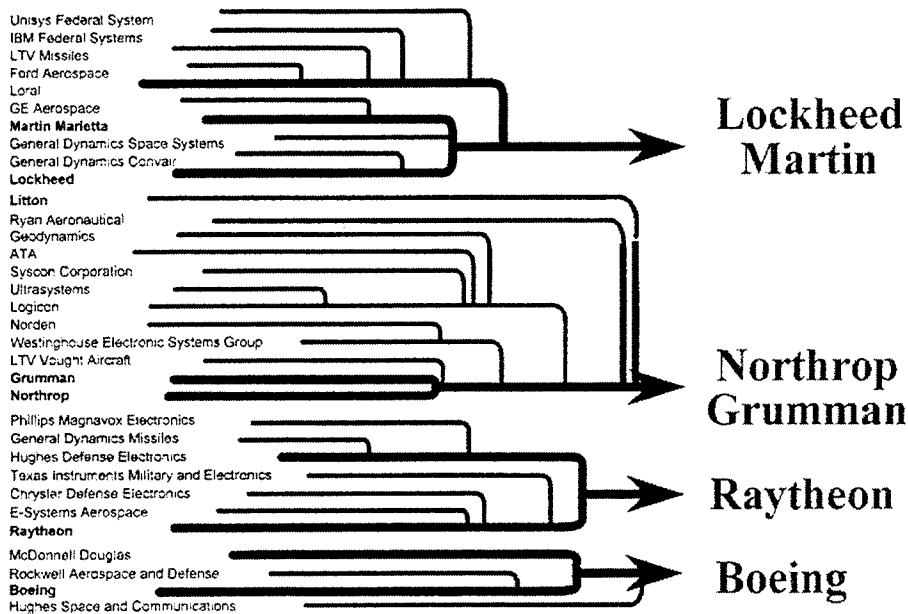 Unisys Federal System
IBM Federal Systems
LTV Missiles
Ford Aerospace
Loral
GE Aerospace
Martin Marietta
General Dynamics Space Systems
General Dynamics Convair
Lockheed
Lockheed
Martin
Litton
Ryan Aeronautical
Geodynamics
ATA
Syscon Corporation
Ultrasystems
Logicon
Norden
Westinghouse Electronic Systems Group
LTV Vought Aircraft
Grumman
Northrop
Northrop
Grumman
Phillips Magnavox Electronics
General Dynamics Missiles
Hughes Defense Electronics
Texas Instruments Military and Electronics
Chrysler Defense Electronics
E-Systems Aerospace
Raytheon
Raytheon
McDonnell Douglas
Rockwell Aerospace and Defense
Boeing
Hughes Space and Communications
Boeing